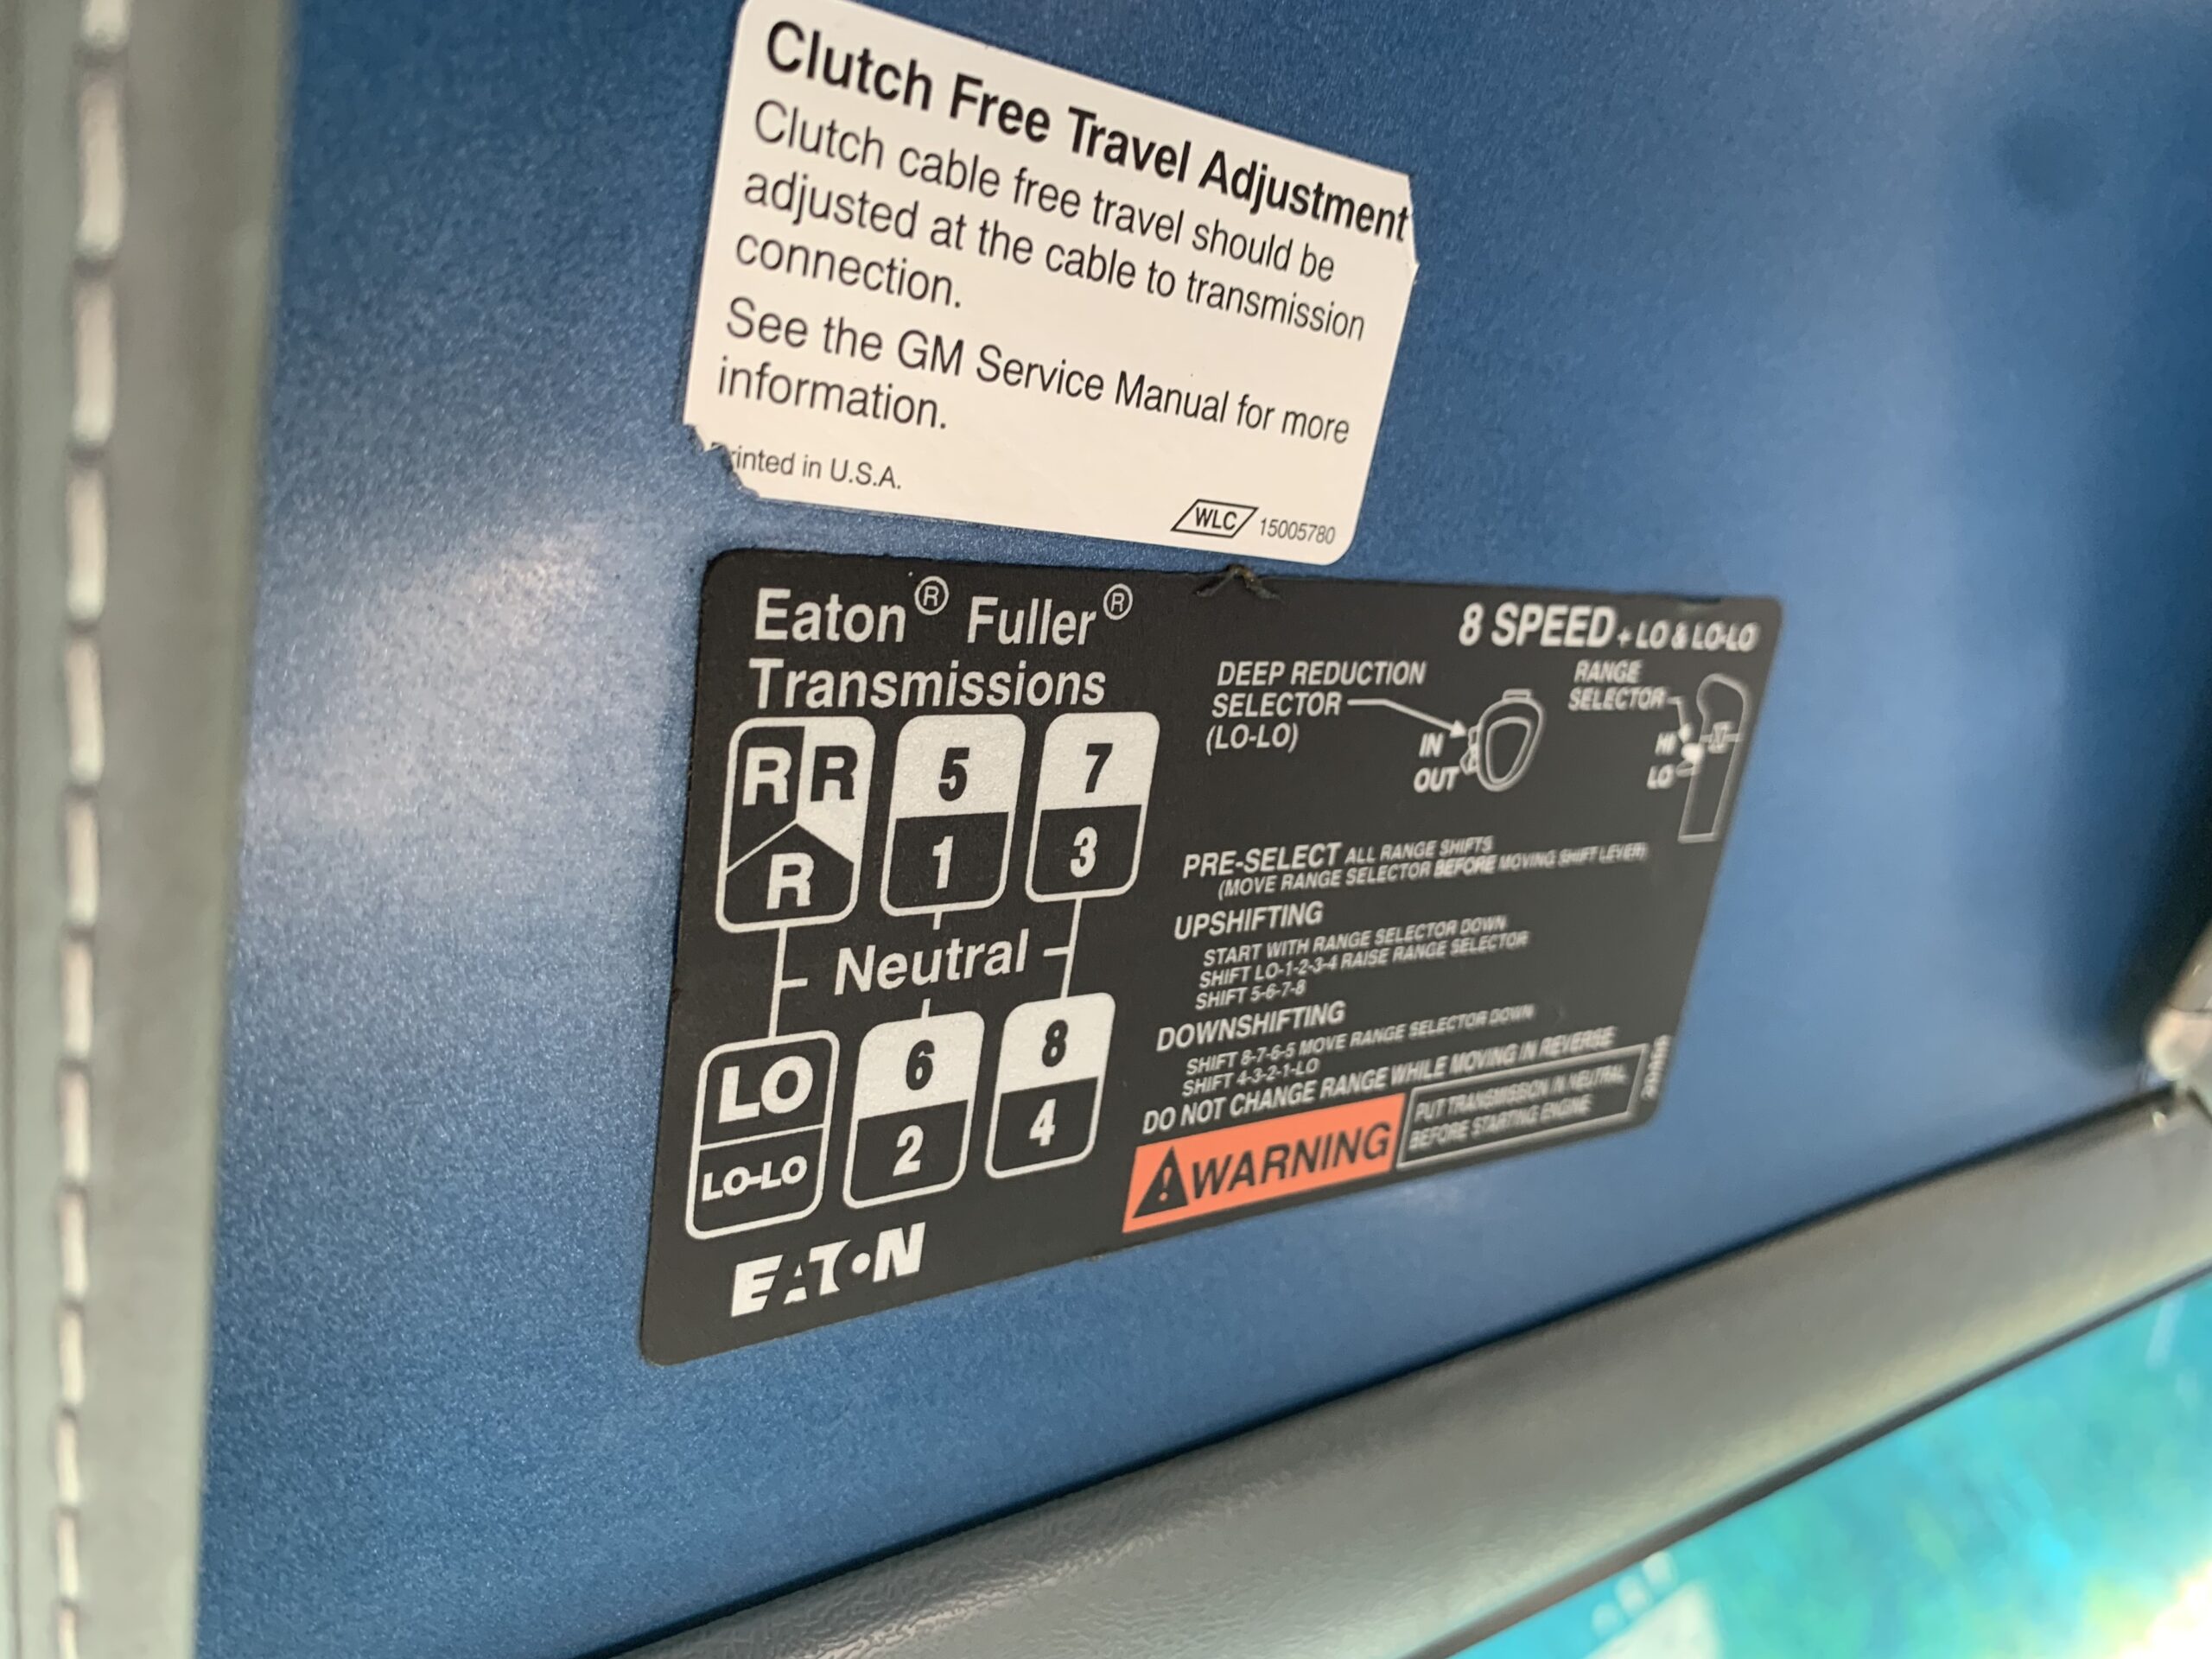 Clutch Free Travel Adjustment
Clutch cable free travel should be
adjusted at the cable to transmission
connection.
See the GM Service Manual for more
information.
rinted in U.S.A.
WLC 15005780
Eaton® Fuller®
Transmissions
8 SPEED + LO & LO-LO
DEEP REDUCTION
SELECTOR
(LO-LO)
IN
OUT
RANGE
SELECTOR
HI
LO
R R 5 7
R 1 3
Neutral
LO 6 8
LO-LO 2 4
EATON
PRE-SELECT ALL RANGE SHIFTS
(MOVE RANGE SELECTOR BEFORE MOVING SHIFT LEVER)
UPSHIFTING
START WITH RANGE SELECTOR DOWN
SHIFT LO-1-2-3-4 RAISE RANGE SELECTOR
SHIFT 5-6-7-8
DOWNSHIFTING
SHIFT 8-7-6-5 MOVE RANGE SELECTOR DOWN
SHIFT 4-3-2-1-LO
DO NOT CHANGE RANGE WHILE MOVING IN REVERSE
WARNING
PUT TRANSMISSION IN NEUTRAL
BEFORE STARTING ENGINE